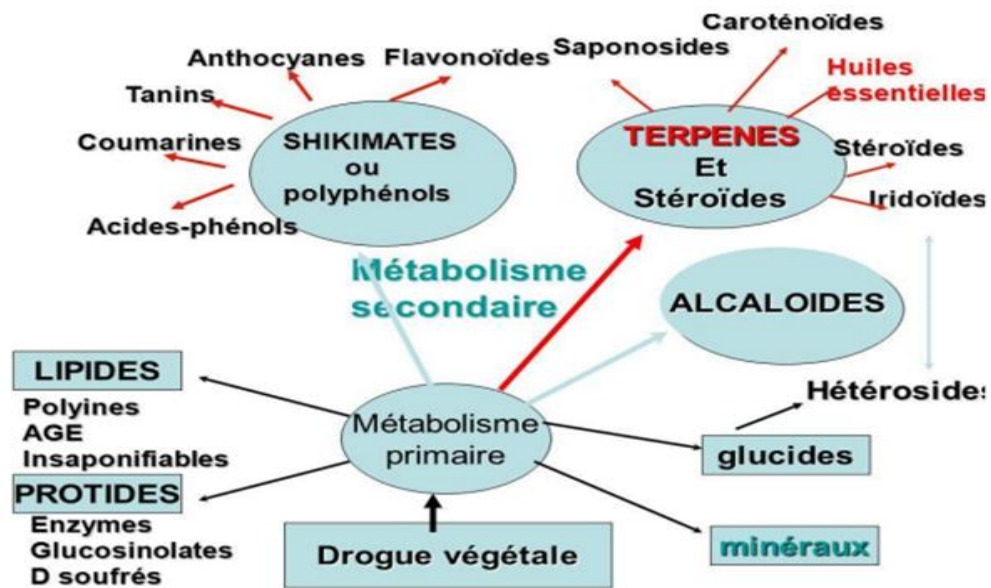 Caroténoïdes
Anthocyanes
Flavonoïdes
Saponosides
Huiles
essentielles
Tanins
Coumarines
Acides-phénols
SHIKIMATES
ou
polyphénols
TERPENES
Et
Stéroïdes
Stéroïdes
Iridoïdes
Métabolisme
secondaire
ALCALOIDES
LIPIDES
Polyines
AGE
Insaponifiables
PROTIDES
Enzymes
Glucosinolates
D soufrés
Métabolisme
primaire
Hétérosides
glucides
minéraux
Drogue végétale